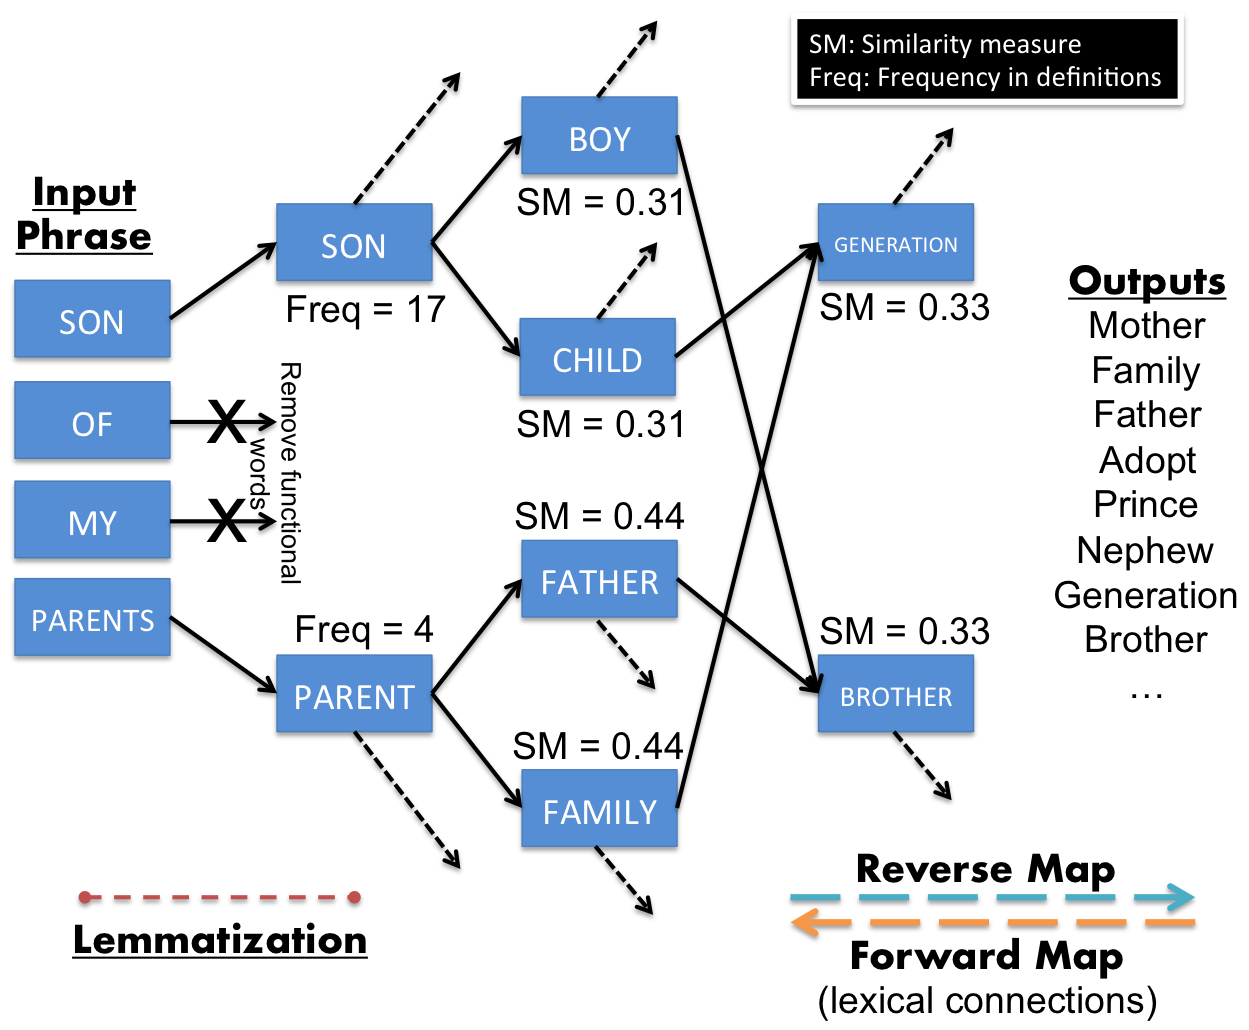 SM: Similarity measure
Freq: Frequency in definitions
Input
Phrase
SON
OF
MY
PARENTS
X
X
Remove functional
words
SON
Freq = 17
Freq = 4
PARENT
BOY
SM = 0.31
CHILD
SM = 0.31
SM = 0.44
FATHER
SM = 0.44
FAMILY
GENERATION
SM = 0.33
SM = 0.33
BROTHER
Outputs
Mother
Family
Father
Adopt
Prince
Nephew
Generation
Brother
...
Lemmatization
Reverse Map
Forward Map
(lexical connections)